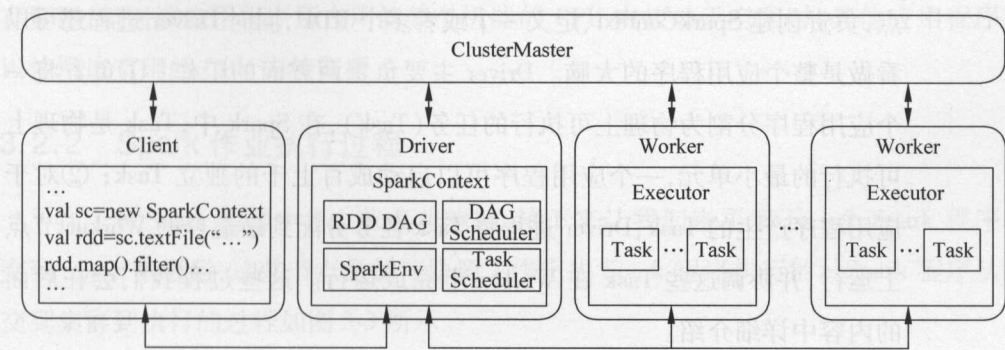 ClusterMaster
Client
…
val sc=new SparkContext
val rdd=sc.textFile(“…”)
rdd.map().filter()
…
Driver
SparkContext
RDD DAG
DAG
Scheduler
SparkEnv
Task
Scheduler
Worker
Executor
Task … Task
Worker
Executor
Task … Task